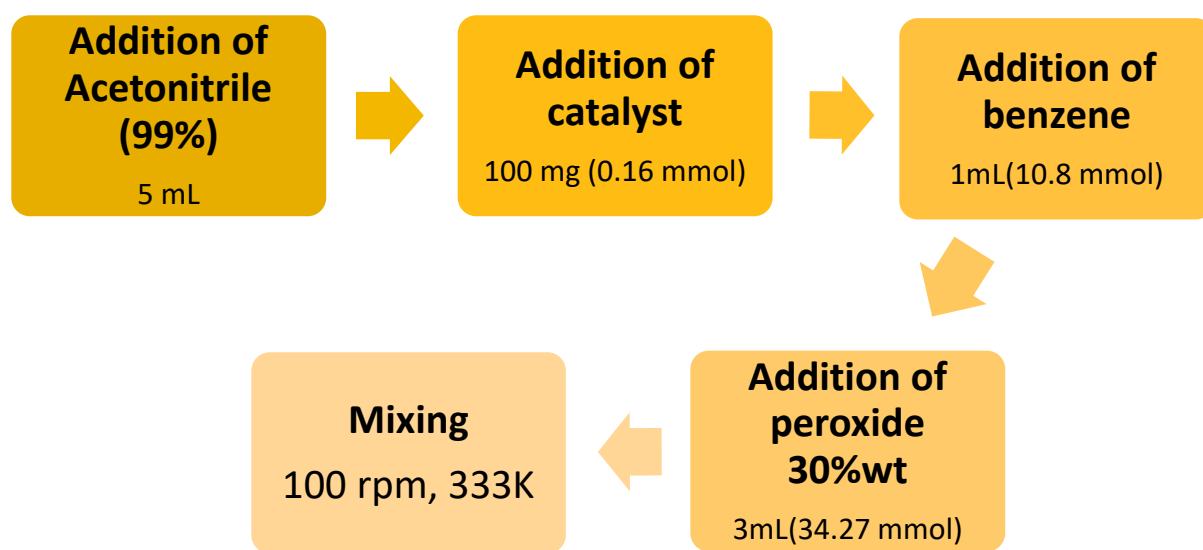 Addition of
Acetonitrile
(99%)
5 mL
Addition of
catalyst
100 mg (0.16 mmol)
Addition of
benzene
1mL(10.8 mmol)
Addition of
peroxide
30%wt
3mL(34.27 mmol)
Mixing
100 rpm, 333K